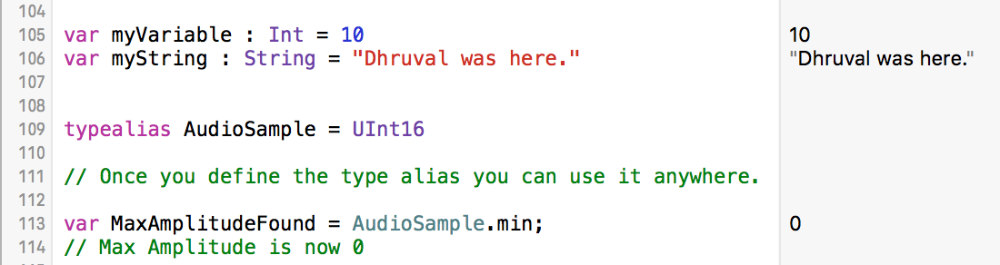 104
105 var myVariable : Int = 10 10
106 var myString : String = "Dhruval was here." "Dhruval was here."
107
108
109 typealias AudioSample = UInt16
110
111 // Once you define the type alias you can use it anywhere.
112
113 var MaxAmplitudeFound = AudioSample.min; 0
114 // Max Amplitude is now 0